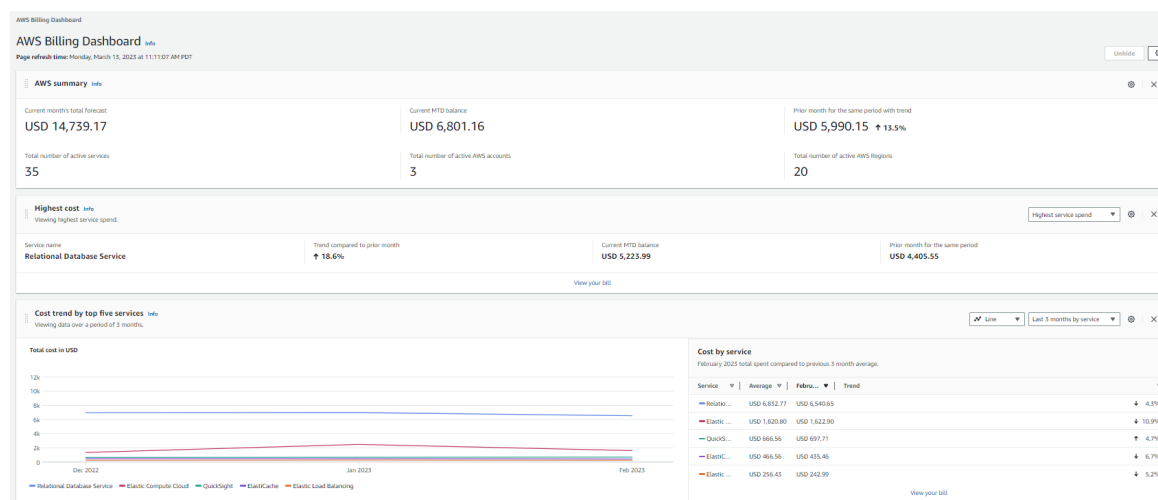 AWS Billing Dashboard
AWS Billing Dashboard Info
Page refresh time: Monday, March 13, 2023 at 11:11:07 AM PDT
Unhide
AWS summary Info
Current month's total forecast
USD 14,739.17
Current MTD balance
USD 6,801.16
Prior month for the same period with trend
USD 5,990.15 ↑ 13.5%
Total number of active services
35
Total number of active AWS accounts
3
Total number of active AWS Regions
20
Highest cost Info
Viewing highest service spend.
Highest service spend
Service name
Relational Database Service
Trend compared to prior month
↑ 18.6%
Current MTD balance
USD 5,223.99
Prior month for the same period
USD 4,405.55
View your bill
Cost trend by top five services Info
Viewing data over a period of 3 months.
Line
Last 3 months by service
Total cost in USD
12k
10k
8k
6k
4k
2k
0
Dec 2022 Jan 2023 Feb 2023
Relational Database Service Elastic Compute Cloud QuickSight ElastiCache Elastic Load Balancing
Cost by service
February 2023 total spent compared to previous 3 month average.
Service Average Febru... Trend
Relatio... USD 6,832.77 USD 6,540.65 ↓ 4.3%
Elastic ... USD 1,820.80 USD 1,622.90 ↓ 10.9%
QuickS... USD 666.56 USD 697.71 ↑ 4.7%
ElastiC... USD 466.56 USD 435.46 ↓ 6.7%
Elastic ... USD 256.43 USD 242.99 ↓ 5.2%
View your bill